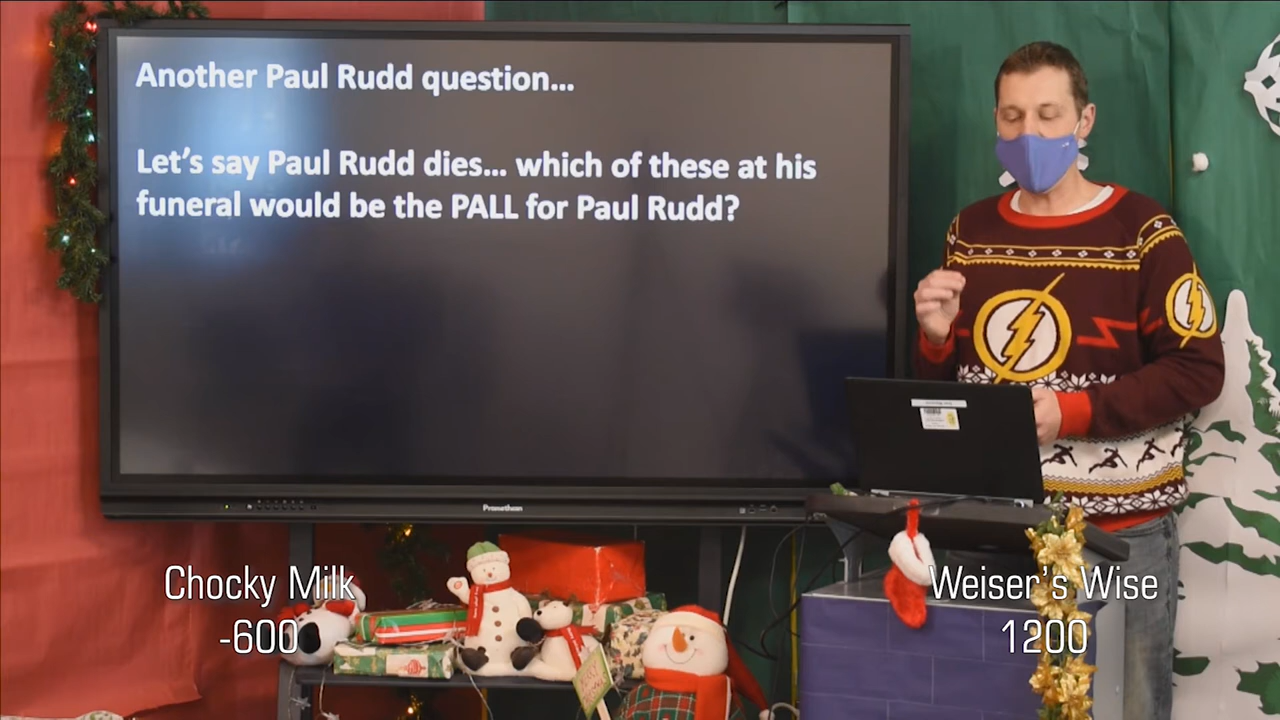 Another Paul Rudd question...
Let's say Paul Rudd dies... which of these at his
funeral would be the PALL for Paul Rudd?
Promethean
Chocky Milk
-600
Weiser's Wise
1200